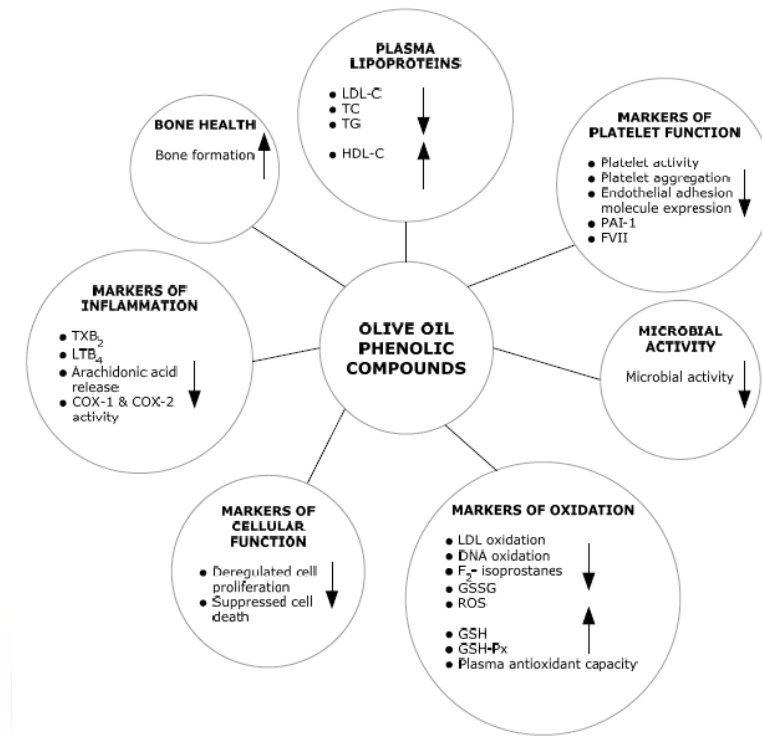 PLASMA
LIPOPROTEINS
● LDL-C
● TC
● TG
● HDL-C
BONE HEALTH
Bone formation
MARKERS OF
PLATELET FUNCTION
● Platelet activity
● Platelet aggregation
● Endothelial adhesion
molecule expression
● PAI-1
● FVII
MARKERS OF
INFLAMMATION
● TXB₂
● LTB₄
● Arachidonic acid
release
● COX-1 & COX-2
activity
OLIVE OIL
PHENOLIC
COMPOUNDS
MICROBIAL
ACTIVITY
Microbial activity
MARKERS OF
CELLULAR
FUNCTION
● Deregulated cell
proliferation
● Suppressed cell
death
MARKERS OF OXIDATION
● LDL oxidation
● DNA oxidation
● F₂- isoprostanes
● GSSG
● ROS
● GSH
● GSH-Px
● Plasma antioxidant capacity